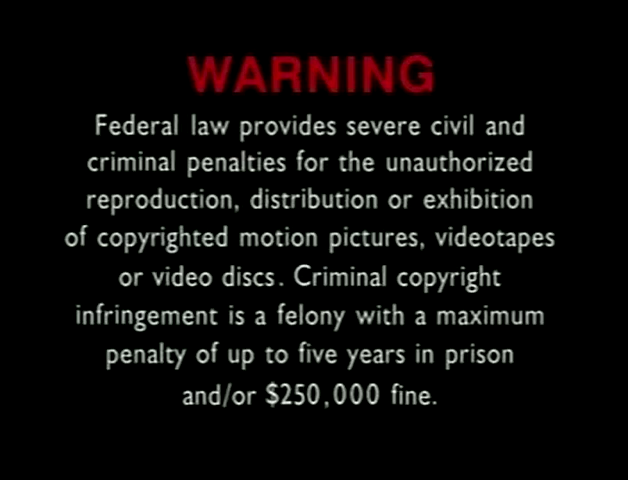 WARNING
Federal law provides severe civil and
criminal penalties for the unauthorized
reproduction, distribution or exhibition
of copyrighted motion pictures, videotapes
or video discs. Criminal copyright
infringement is a felony with a maximum
penalty of up to five years in prison
and/or $250,000 fine.